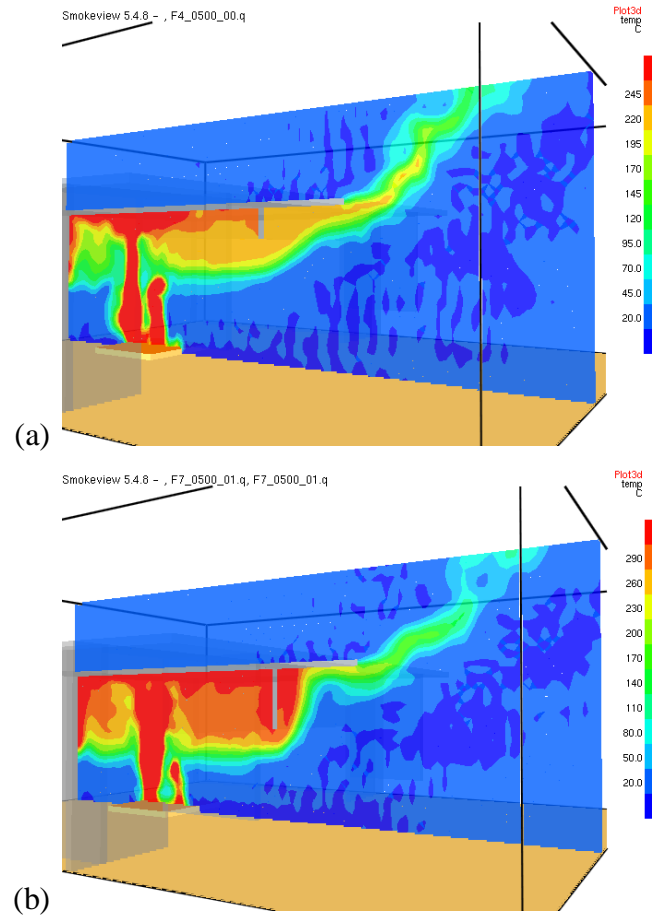 Smokeview 5.4.8 - , F4_0500_00.q
Plot3d
temp
C
245
220
195
170
145
120
95.0
70.0
45.0
20.0
(a)
Smokeview 5.4.8 - , F7_0500_01.q, F7_0500_01.q
Plot3d
temp
C
290
260
230
200
170
140
110
80.0
50.0
20.0
(b)